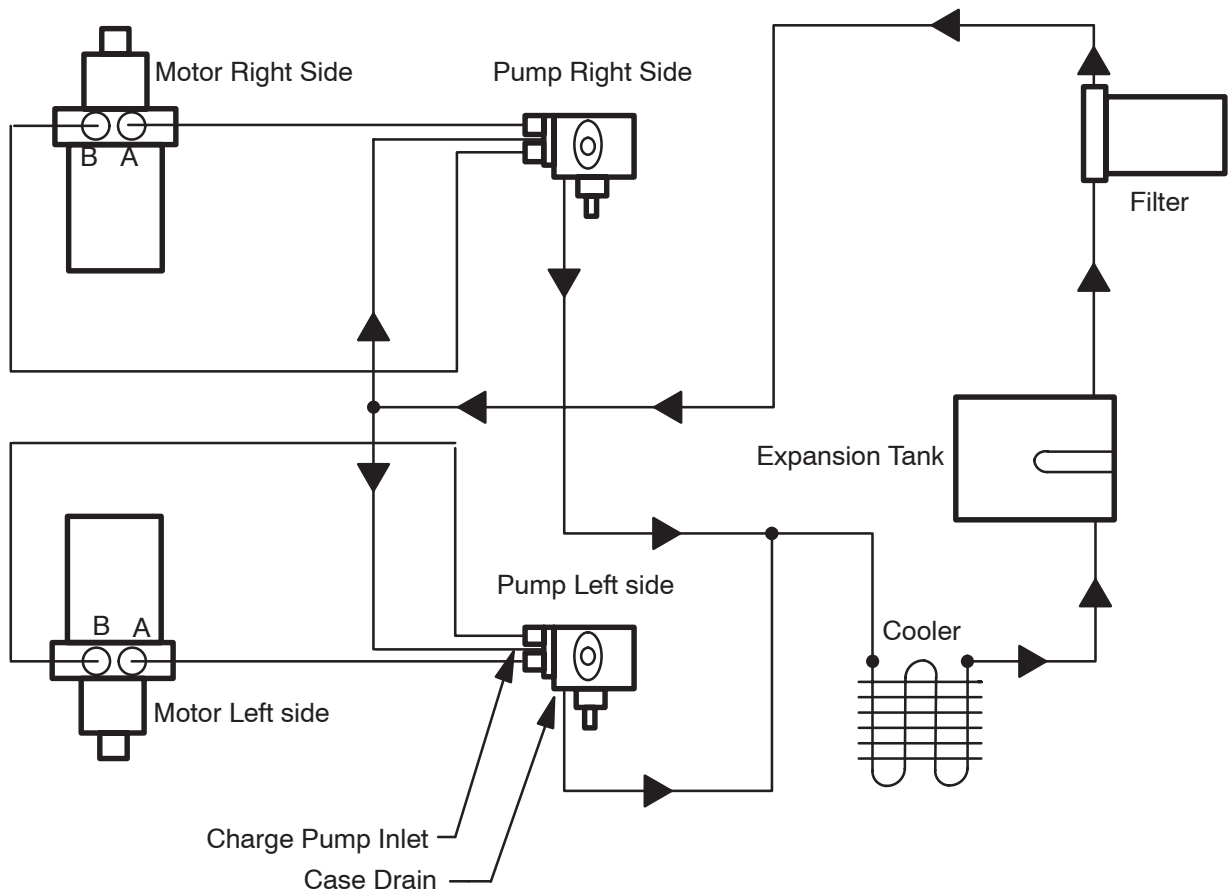 Motor Right Side
Pump Right Side
B A
Filter
Expansion Tank
Pump Left side
B A
Cooler
Motor Left side
Charge Pump Inlet
Case Drain